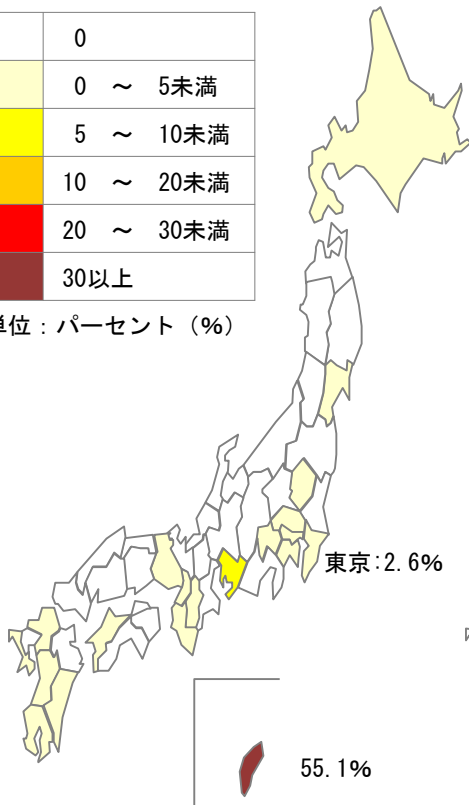 0
0 ～ 5未満
5 ～ 10未満
10 ～ 20未満
20 ～ 30未満
30以上
単位：パーセント（%）
東京:2.6%
55.1%